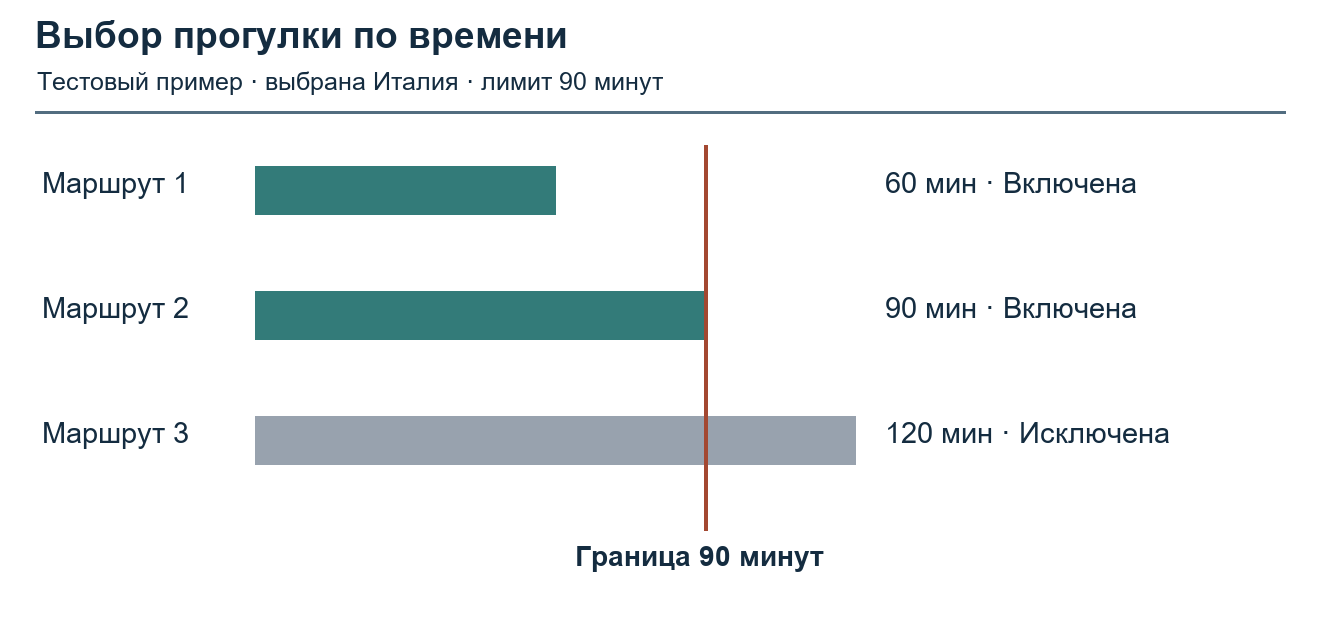 Выбор прогулки по времени
Тестовый пример · выбрана Италия · лимит 90 минут
Маршрут 1 60 мин · Включена
Маршрут 2 90 мин · Включена
Маршрут 3 120 мин · Исключена
Граница 90 минут